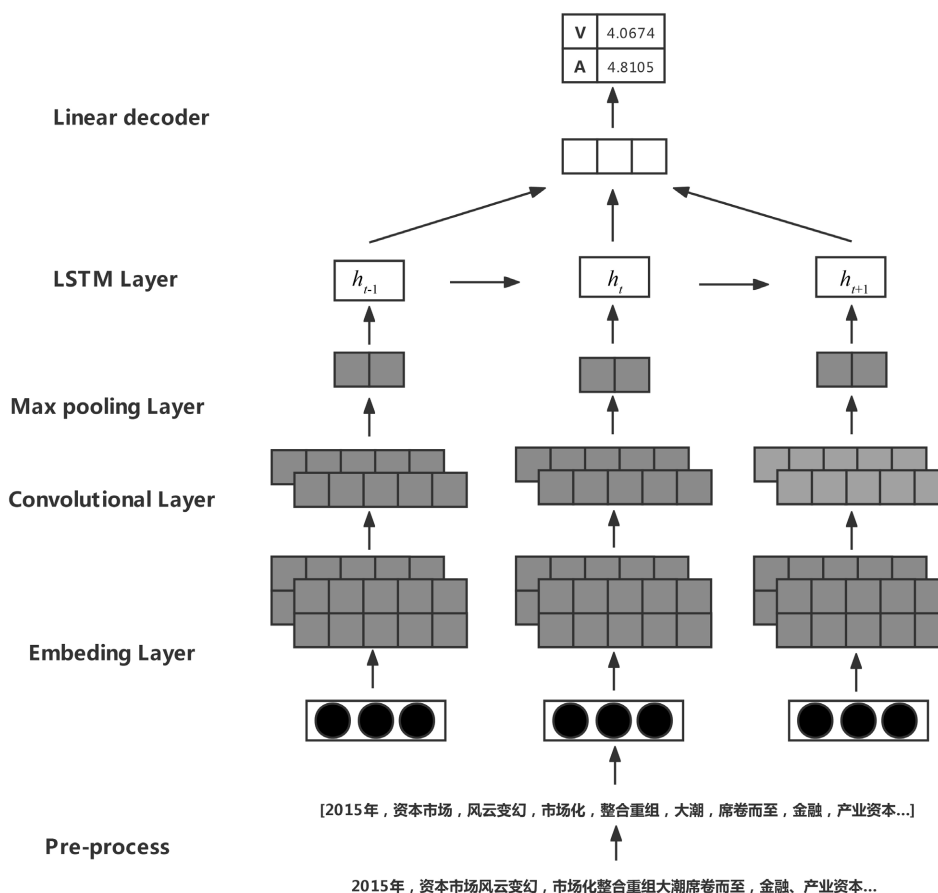 V 4.0674
A 4.8105
Linear decoder
LSTM Layer
h_{t-1}
h_t
h_{t+1}
Max pooling Layer
Convolutional Layer
Embeding Layer
[2015年，资本市场，风云变幻，市场化，整合重组，大潮，席卷而至，金融，产业资本...]
Pre-process
2015年，资本市场风云变幻，市场化整合重组大潮席卷而至，金融、产业资本...